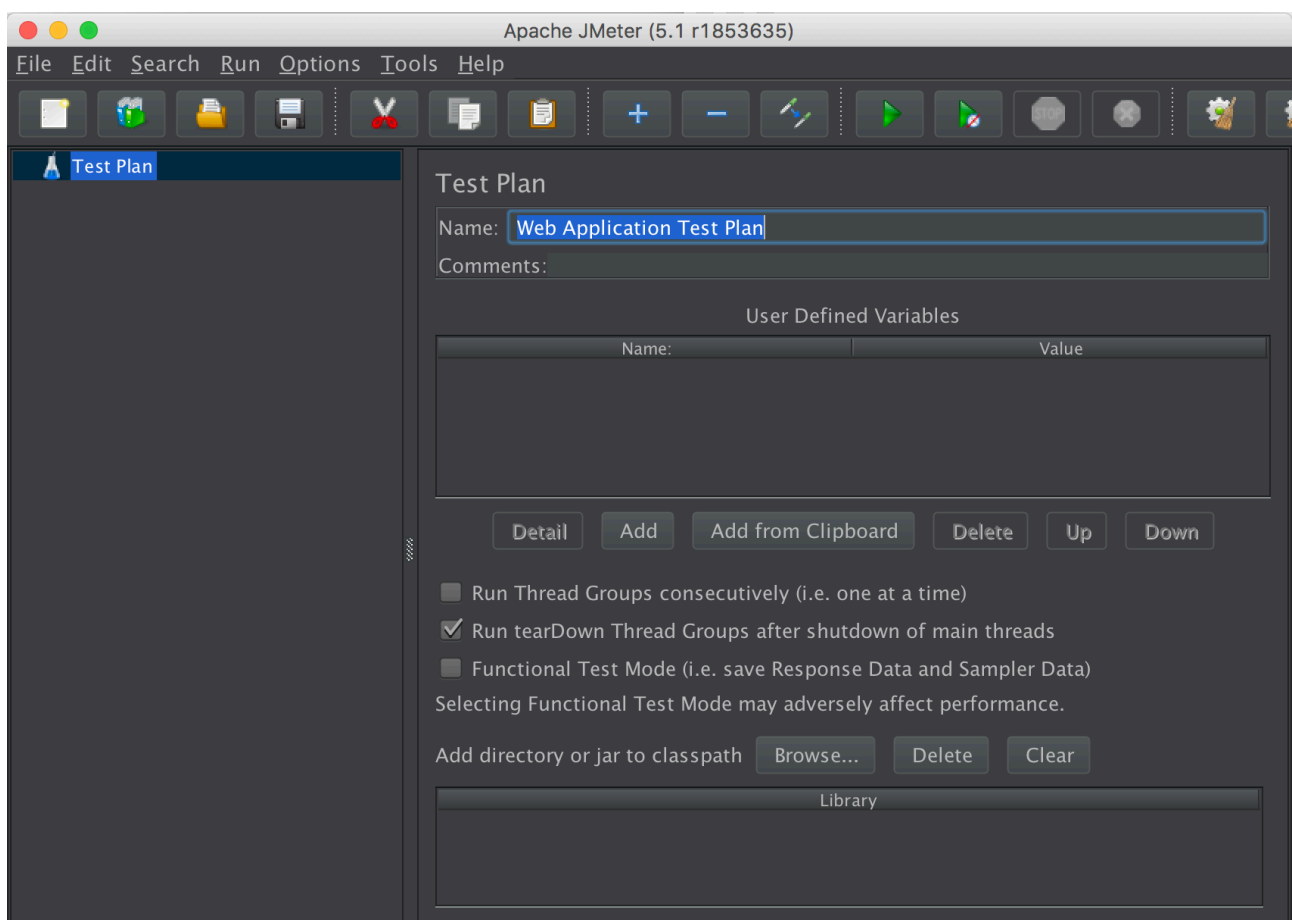 Apache JMeter (5.1 r1853635)
File Edit Search Run Options Tools Help
STOP
Test Plan
Test Plan
Name: Web Application Test Plan
Comments:
User Defined Variables
Name: Value
Detail Add Add from Clipboard Delete Up Down
Run Thread Groups consecutively (i.e. one at a time)
Run tearDown Thread Groups after shutdown of main threads
Functional Test Mode (i.e. save Response Data and Sampler Data)
Selecting Functional Test Mode may adversely affect performance.
Add directory or jar to classpath Browse... Delete Clear
Library